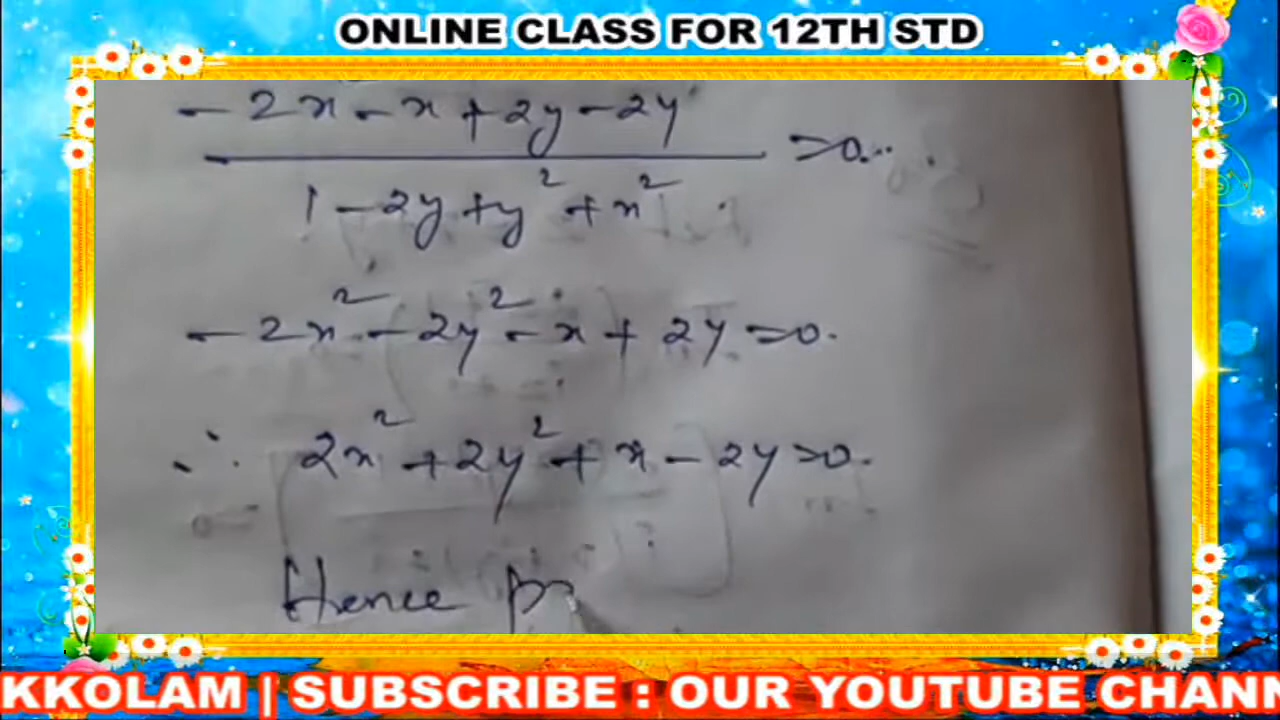 ONLINE CLASS FOR 12TH STD
-2x²-x+2y-2y²
———— =0..
1-2y+y²+x²
-2x²-2y²-x+2y=0.
∴ 2x²+2y²+x-2y=0.
Hence
KKOLAM | SUBSCRIBE : OUR YOUTUBE CHANN